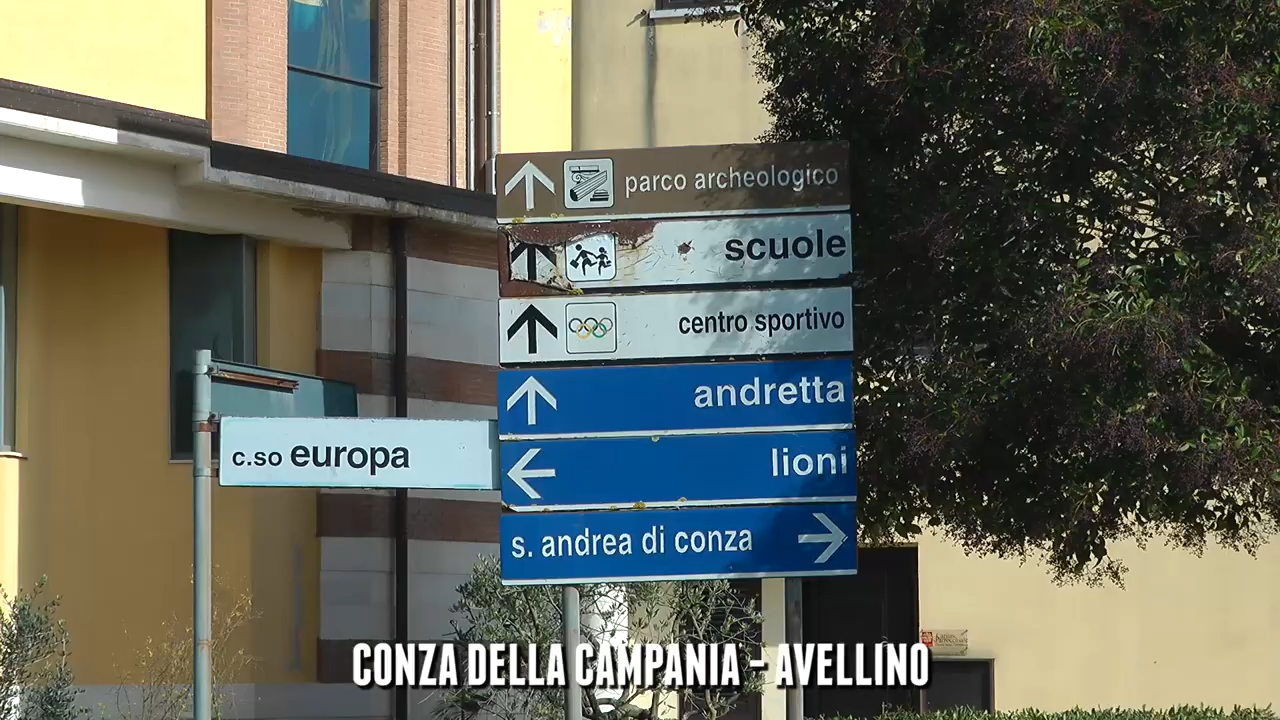 parco archeologico
scuole
centro sportivo
andretta
c.so europa
lioni
s. andrea di conza
CONZA DELLA CAMPANIA - AVELLINO